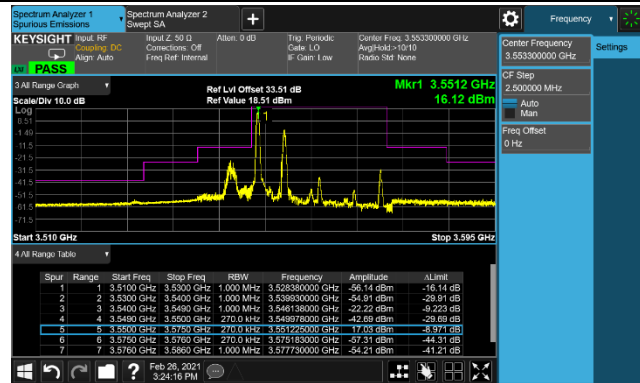 Spectrum Analyzer 1
Spurious Emissions
Spectrum Analyzer 2
Swept SA
Frequency
KEYSIGHT
Input: RF
Coupling: DC
Align: Auto
Input Z: 50 Ω
Corrections: Off
Freq Ref: Internal
Atten: 0 dB
Trig: Periodic
Gate: LO
IF Gain: Low
Center Freq: 3.553300000 GHz
Avg|Hold:>10/10
Radio Std: None
LXI PASS
Center Frequency
3.553300000 GHz
Settings
CF Step
2.500000 MHz
Auto
Man
Freq Offset
0 Hz
3 All Range Graph
Ref Lvl Offset 33.51 dB
Mkr1 3.5512 GHz
Scale/Div 10.0 dB
Ref Value 18.51 dBm
16.12 dBm
Log
8.51
-1.49
-11.5
-21.5
-31.5
-41.5
-51.5
-61.5
-71.5
1
Start 3.510 GHz
Stop 3.595 GHz
4 All Range Table
Spur Range Start Freq Stop Freq RBW Frequency Amplitude ΔLimit
1 1 3.5100 GHz 3.5300 GHz 1.000 MHz 3.528380000 GHz -56.14 dBm -16.14 dB
2 2 3.5300 GHz 3.5400 GHz 1.000 MHz 3.539930000 GHz -54.91 dBm -29.91 dB
3 3 3.5400 GHz 3.5490 GHz 1.000 MHz 3.546138000 GHz -22.22 dBm -9.223 dB
4 4 3.5490 GHz 3.5500 GHz 270.0 kHz 3.549978000 GHz -42.69 dBm -29.69 dB
5 5 3.5500 GHz 3.5750 GHz 270.0 kHz 3.551225000 GHz 17.03 dBm -8.971 dB
6 6 3.5750 GHz 3.5760 GHz 270.0 kHz 3.575183000 GHz -57.31 dBm -44.31 dB
7 7 3.5760 GHz 3.5860 GHz 1.000 MHz 3.577730000 GHz -54.21 dBm -41.21 dB
Feb 26, 2021
3:24:16 PM